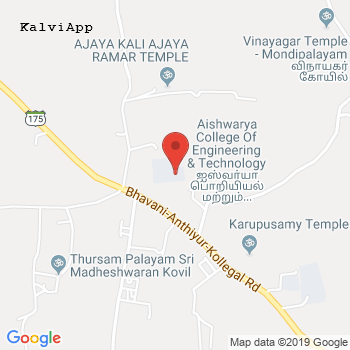 KalviApp
AJAYA KALI AJAYA
RAMAR TEMPLE
Vinayagar Temple
- Mondipalayam
விநாயகர்
கோயில்
175
Aishwarya
College Of
Engineering
& Technology
ஐஸ்வர்யா
பொறியியல்
மற்றும்...
Bhavani-Anthiyur-Kollegal Rd
Karupusamy Temple
Thursam Palayam Sri
Madheshwaran Kovil
Google
Map data ©2019 Google